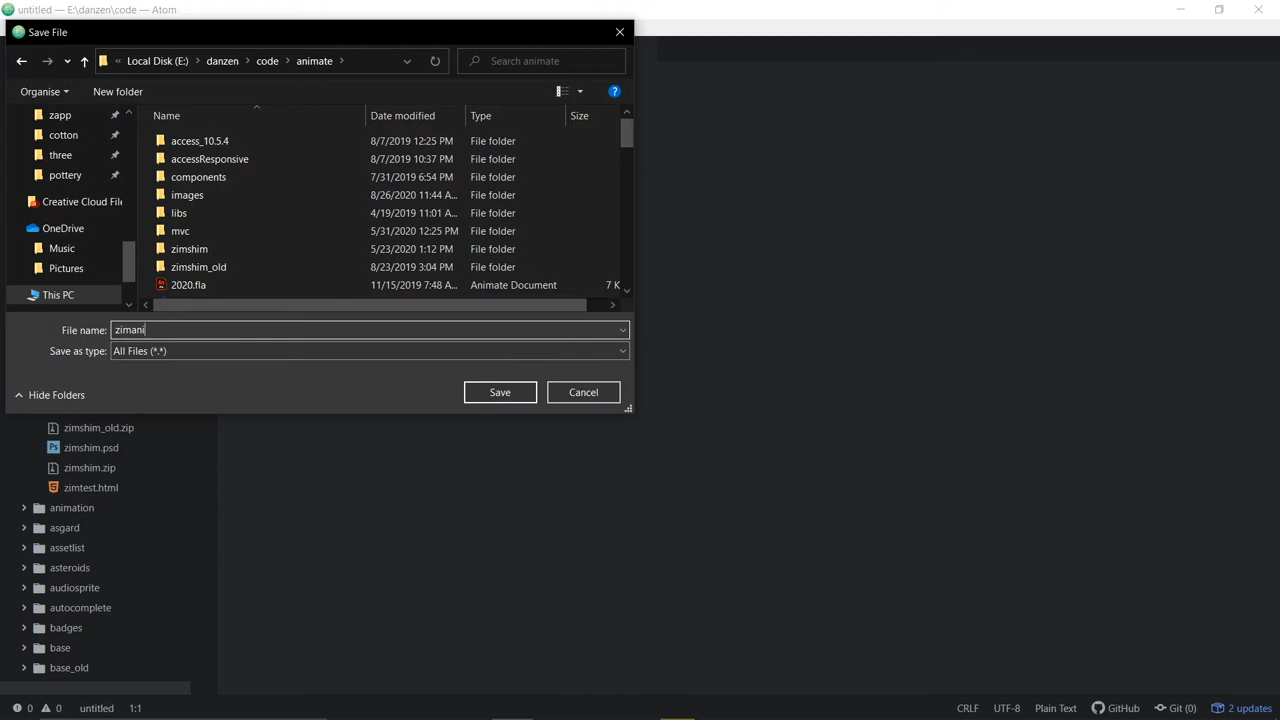 untitled — E:\danzen\code — Atom
Save File
« Local Disk (E:) > danzen > code > animate >
Search animate
Organise
New folder
?
Name
Date modified
Type
Size
zapp
cotton
three
pottery
Creative Cloud File
OneDrive
Music
Pictures
This PC
access_10.5.4 8/7/2019 12:25 PM File folder
accessResponsive 8/7/2019 10:37 PM File folder
components 7/31/2019 6:54 PM File folder
images 8/26/2020 11:44 A... File folder
libs 4/19/2019 11:01 A... File folder
mvc 5/31/2020 12:25 PM File folder
zimshim 5/23/2020 1:12 PM File folder
zimshim_old 8/23/2019 3:04 PM File folder
2020.fla 11/15/2019 7:48 A... Animate Document 7 K
File name: zimani
Save as type: All Files (*.*)
Hide Folders
Save
Cancel
zimshim_old.zip
zimshim.psd
zimshim.zip
zimtest.html
animation
asgard
assetlist
asteroids
audiosprite
autocomplete
badges
base
base_old
0 0 untitled 1:1
CRLF UTF-8 Plain Text GitHub Git (0) 2 updates